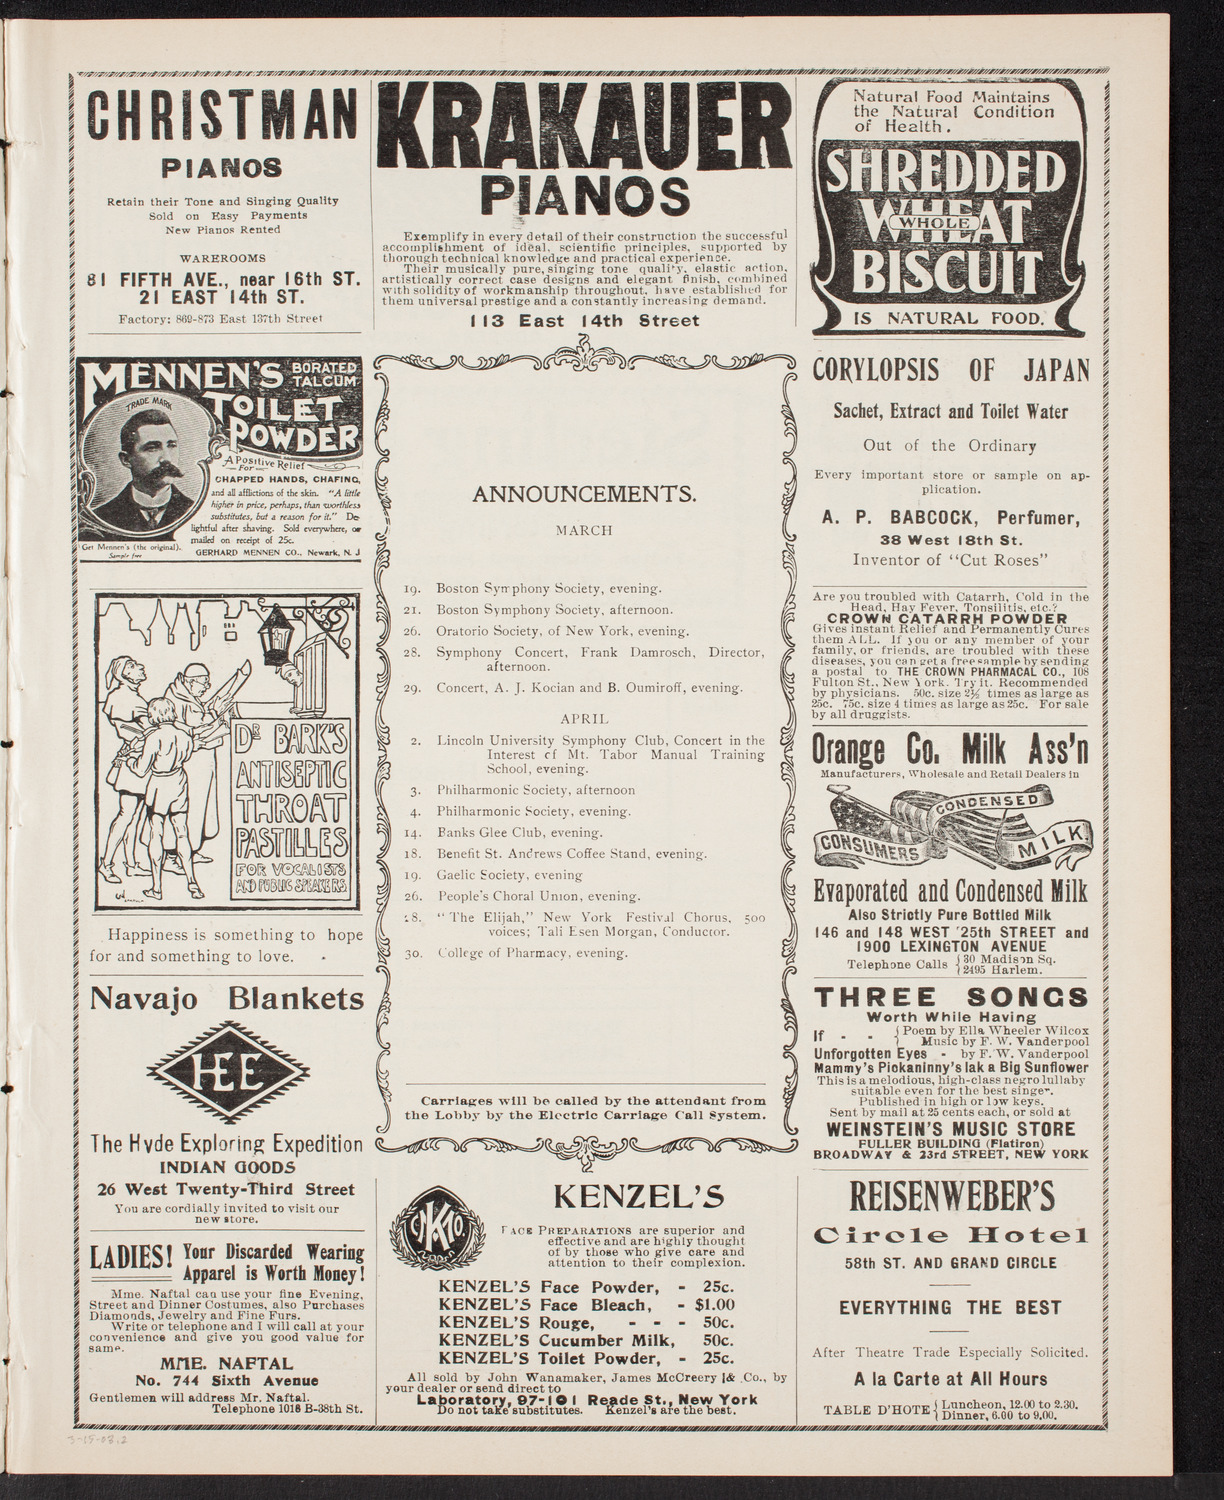 CHRISTMAN
PIANOS
Retain their Tone and Singing Quality
Sold on Easy Payments
New Pianos Rented
WAREROOMS
81 FIFTH AVE., near 16th ST.
21 EAST 14th ST.
Factory: 869-873 East 137th Street
MENNEN'S BORATED
TALCUM
TOILET
POWDER
TRADE MARK
A Positive Relief
For
CHAPPED HANDS, CHAFING,
and all afflictions of the skin. "A little
higher in price, perhaps, than worthless
substitutes, but a reason for it." De-
lightful after shaving. Sold everywhere, or
mailed on receipt of 25c.
Get Mennen's (the original).
Sample free
GERHARD MENNEN CO., Newark, N. J
DR BARK'S
ANTISEPTIC
THROAT
PASTILLES
FOR VOCALISTS
AND PUBLIC SPEAKERS
Happiness is something to hope
for and something to love.
Navajo Blankets
HEE
The Hyde Exploring Expedition
INDIAN GOODS
26 West Twenty-Third Street
You are cordially invited to visit our
new store.
LADIES! Your Discarded Wearing
Apparel is Worth Money!
Mme. Naftal can use your fine Evening,
Street and Dinner Costumes, also Purchases
Diamonds, Jewelry and Fine Furs.
Write or telephone and I will call at your
convenience and give you good value for
same.
MME. NAFTAL
No. 744 Sixth Avenue
Gentlemen will address Mr. Naftal.
Telephone 1018 B-38th St.
KRAKAUER
PIANOS
Exemplify in every detail of their construction the successful
accomplishment of ideal, scientific principles, supported by
thorough technical knowledge and practical experience.
Their musically pure, singing tone quality, elastic action,
artistically correct case designs and elegant finish, combined
with solidity of workmanship throughout, have established for
them universal prestige and a constantly increasing demand.
113 East 14th Street
ANNOUNCEMENTS.
MARCH
19. Boston Symphony Society, evening.
21. Boston Symphony Society, afternoon.
26. Oratorio Society, of New York, evening.
28. Symphony Concert, Frank Damrosch, Director,
afternoon.
29. Concert, A. J. Kocian and B. Oumiroff, evening.
APRIL
2. Lincoln University Symphony Club, Concert in the
Interest of Mt. Tabor Manual Training
School, evening.
3. Philharmonic Society, afternoon
4. Philharmonic Society, evening.
14. Banks Glee Club, evening.
18. Benefit St. Andrews Coffee Stand, evening.
19. Gaelic Society, evening
26. People's Choral Union, evening.
28. "The Elijah," New York Festival Chorus, 500
voices; Tali Esen Morgan, Conductor.
30. College of Pharmacy, evening.
Carriages will be called by the attendant from
the Lobby by the Electric Carriage Call System.
KENZEL'S
FACE PREPARATIONS are superior and
effective and are highly thought
of by those who give care and
attention to their complexion.
KENZEL'S Face Powder, - 25c.
KENZEL'S Face Bleach, - $1.00
KENZEL'S Rouge, - - - 50c.
KENZEL'S Cucumber Milk, 50c.
KENZEL'S Toilet Powder, - 25c.
All sold by John Wanamaker, James McCreery & Co., by
your dealer or send direct to
Laboratory, 97-101 Reade St., New York
Do not take substitutes. Kenzel's are the best.
Natural Food Maintains
the Natural Condition
of Health.
SHREDDED
WHOLE
WHEAT
BISCUIT
IS NATURAL FOOD.
CORYLOPSIS OF JAPAN
Sachet, Extract and Toilet Water
Out of the Ordinary
Every important store or sample on ap-
plication.
A. P. BABCOCK, Perfumer,
38 West 18th St.
Inventor of "Cut Roses"
Are you troubled with Catarrh, Cold in the
Head, Hay Fever, Tonsilitis, etc.?
CROWN CATARRH POWDER
Gives instant Relief and Permanently Cures
them ALL. If you or any member of your
family, or friends, are troubled with these
diseases, you can get a free sample by sending
a postal to THE CROWN PHARMACAL CO., 108
Fulton St., New York. Try it. Recommended
by physicians. 50c. size 2½ times as large as
25c. 75c. size 4 times as large as 25c. For sale
by all druggists.
Orange Co. Milk Ass'n
Manufacturers, Wholesale and Retail Dealers in
CONSUMERS CONDENSED MILK.
Evaporated and Condensed Milk
Also Strictly Pure Bottled Milk
146 and 148 WEST 25th STREET and
1900 LEXINGTON AVENUE
Telephone Calls { 30 Madison Sq.
{ 2495 Harlem.
THREE SONGS
Worth While Having
If - - { Poem by Ella Wheeler Wilcox
Music by F. W. Vanderpool
Unforgotten Eyes - by F. W. Vanderpool
Mammy's Pickaninny's lak a Big Sunflower
This is a melodious, high-class negro lullaby
suitable even for the best singer.
Published in high or low keys.
Sent by mail at 25 cents each, or sold at
WEINSTEIN'S MUSIC STORE
FULLER BUILDING (Flatiron)
BROADWAY & 23rd STREET, NEW YORK
REISENWEBER'S
Circle Hotel
58th ST. AND GRAND CIRCLE
EVERYTHING THE BEST
After Theatre Trade Especially Solicited.
A la Carte at All Hours
TABLE D'HOTE { Luncheon, 12.00 to 2.30.
{ Dinner, 6.00 to 9.00.
3-15-03.2